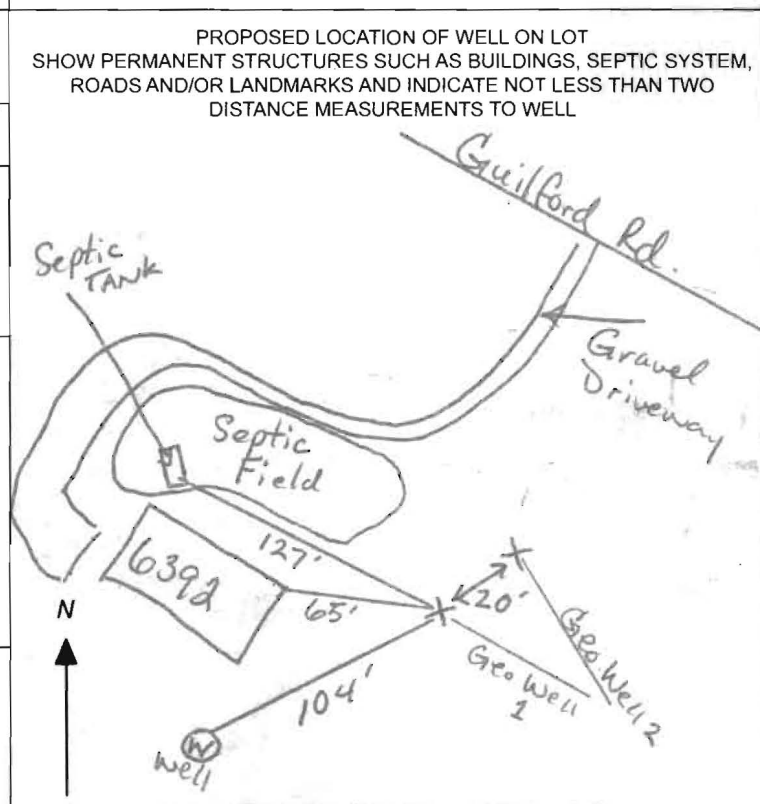 PROPOSED LOCATION OF WELL ON LOT
SHOW PERMANENT STRUCTURES SUCH AS BUILDINGS, SEPTIC SYSTEM,
ROADS AND/OR LANDMARKS AND INDICATE NOT LESS THAN TWO
DISTANCE MEASUREMENTS TO WELL
Guilford Rd.
Septic
TANK
Gravel
Driveway
Septic
Field
127'
6392
65'
20'
N
104'
Geo Well
1
Geo Well 2
W
Well